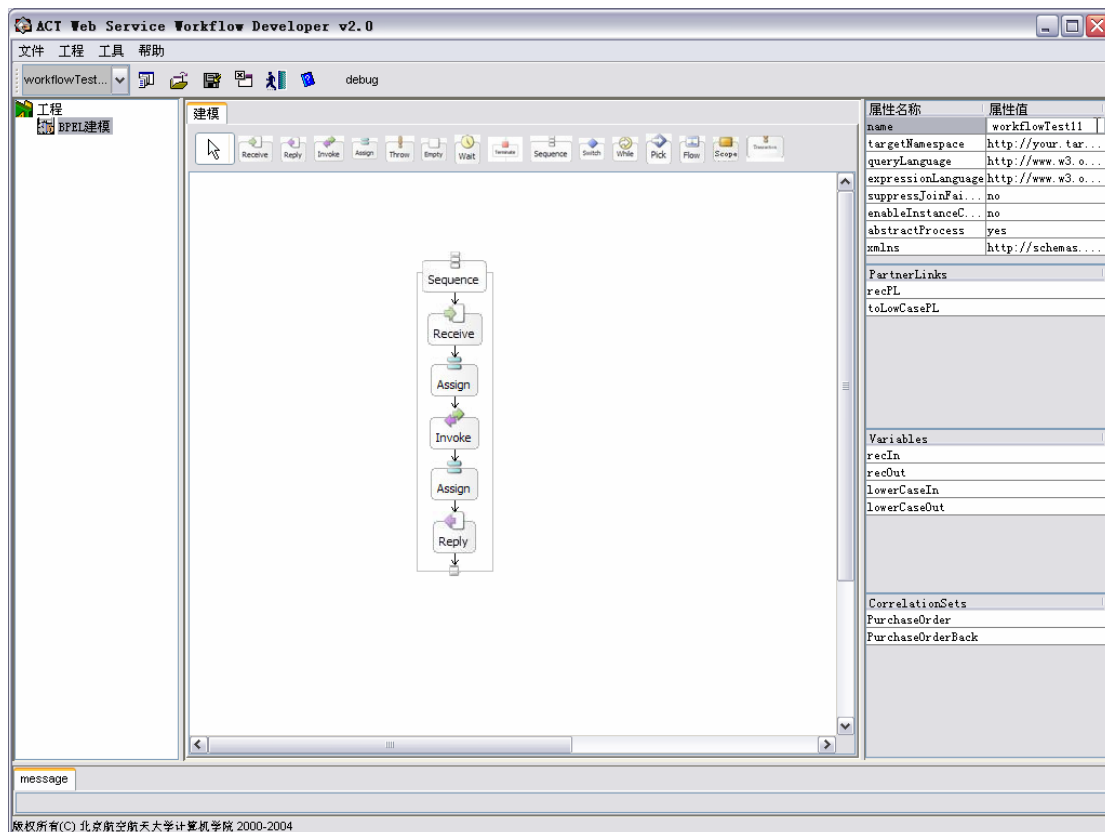 ACT Web Service Workflow Developer v2.0
文件 工程 工具 帮助
workflowTest... debug
工程
BPEL建模
建模
Receive Reply Invoke Assign Throw Empty Wait Terminate Sequence Switch While Pick Flow Scope
Sequence
Receive
Assign
Invoke
Assign
Reply
属性名称 属性值
name workflowTest11
targetNamespace http://your.tar...
queryLanguage http://www.w3.o...
expressionLanguage http://www.w3.o...
suppressJoinFai... no
enableInstanceC... no
abstractProcess yes
xmlns http://schemas....
PartnerLinks
recPL
toLowCasePL
Variables
recIn
recOut
lowerCaseIn
lowerCaseOut
CorrelationSets
PurchaseOrder
PurchaseOrderBack
message
版权所有(C) 北京航空航天大学计算机学院 2000-2004